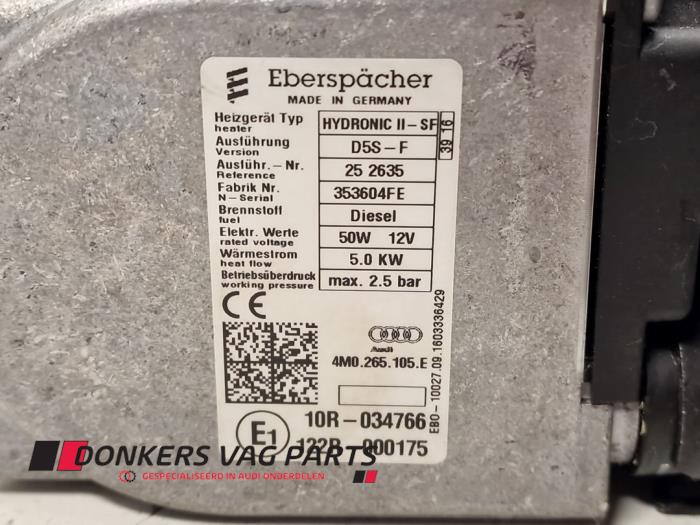 Eberspächer
MADE IN GERMANY
Heizgerät Typ HYDRONIC II-SF
heater
39 16
Ausführung D5S-F
Version
Ausführ.-Nr. 25 2635
Reference
Fabrik Nr. 353604FE
N-Serial
Brennstoff Diesel
fuel
Elektr. Werte 50W 12V
rated voltage
Wärmestrom 5.0 KW
heat flow
Betriebsüberdruck max. 2.5 bar
working pressure
CE
Audi
4M0.265.105.E
EBO-10027.09.1603336429
10R-034766
E1 122R-000175
DONKERS VAG PARTS
GESPECIALISEERD IN AUDI ONDERDELEN